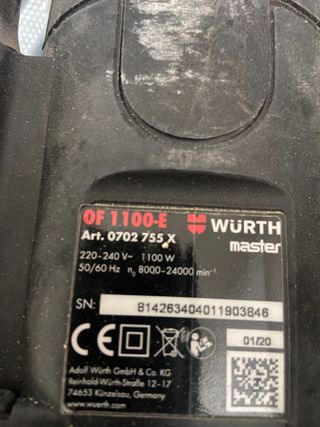 OF 1100-E
WÜRTH
Art. 0702 755 X
master
220-240 V~ 1100 W
50/60 Hz n₀ 8000-24000 min⁻¹
SN: 814263404011903846
CE
01/20
Adolf Würth GmbH & Co. KG
Reinhold-Würth-Straße 12-17
74653 Künzelsau, Germany
www.wuerth.com